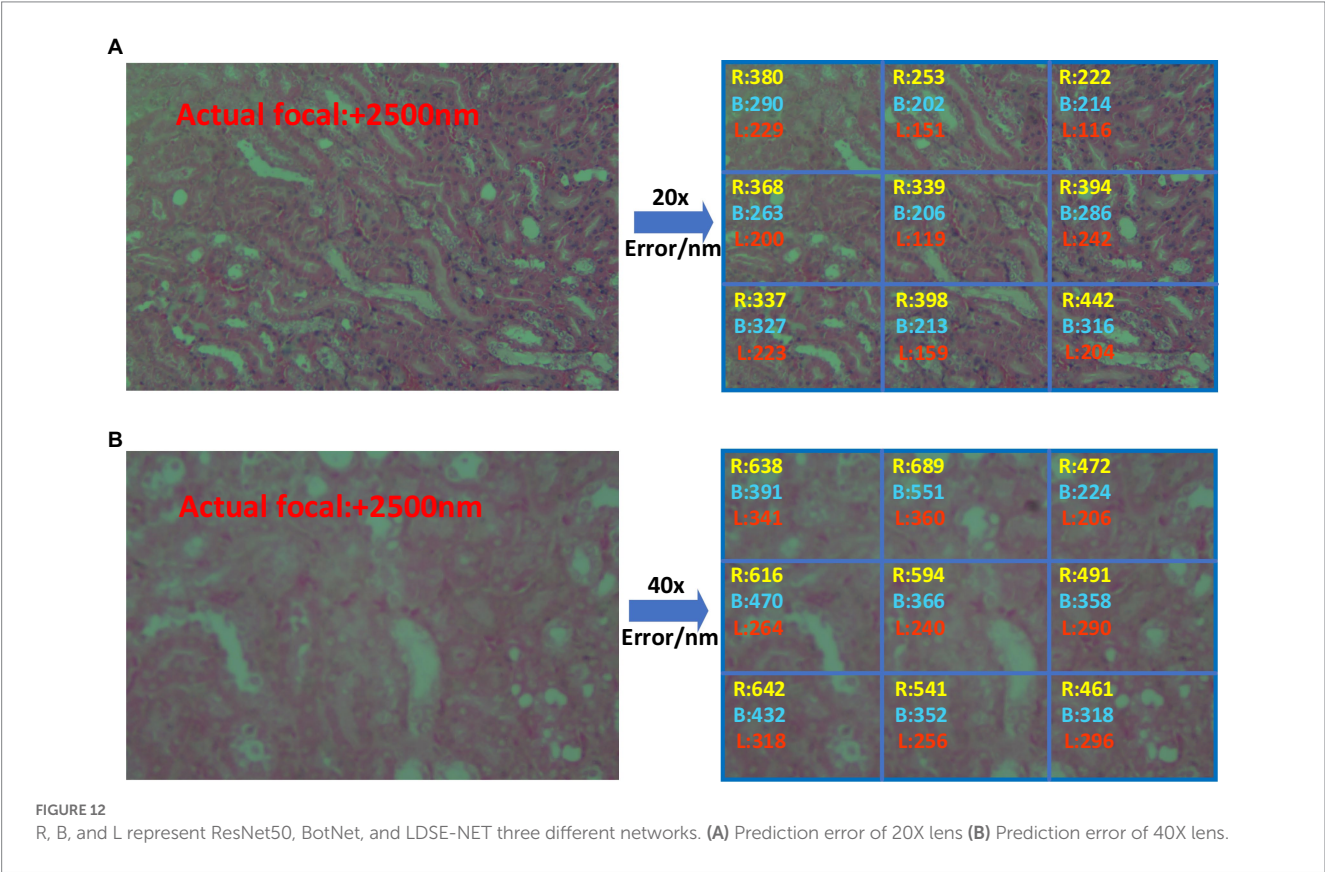 A
Actual focal:+2500nm
20x
Error/nm
R:380
B:290
L:229
R:253
B:202
L:151
R:222
B:214
L:116
R:368
B:263
L:200
R:339
B:206
L:119
R:394
B:286
L:242
R:337
B:327
L:223
R:398
B:213
L:159
R:442
B:316
L:204
B
Actual focal:+2500nm
40x
Error/nm
R:638
B:391
L:341
R:689
B:551
L:360
R:472
B:224
L:206
R:616
B:470
L:264
R:594
B:366
L:240
R:491
B:358
L:290
R:642
B:432
L:318
R:541
B:352
L:256
R:461
B:318
L:296
FIGURE 12
R, B, and L represent ResNet50, BotNet, and LDSE-NET three different networks. (A) Prediction error of 20X lens (B) Prediction error of 40X lens.